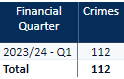 Financial Quarter Crimes
2023/24 - Q1 112
Total 112